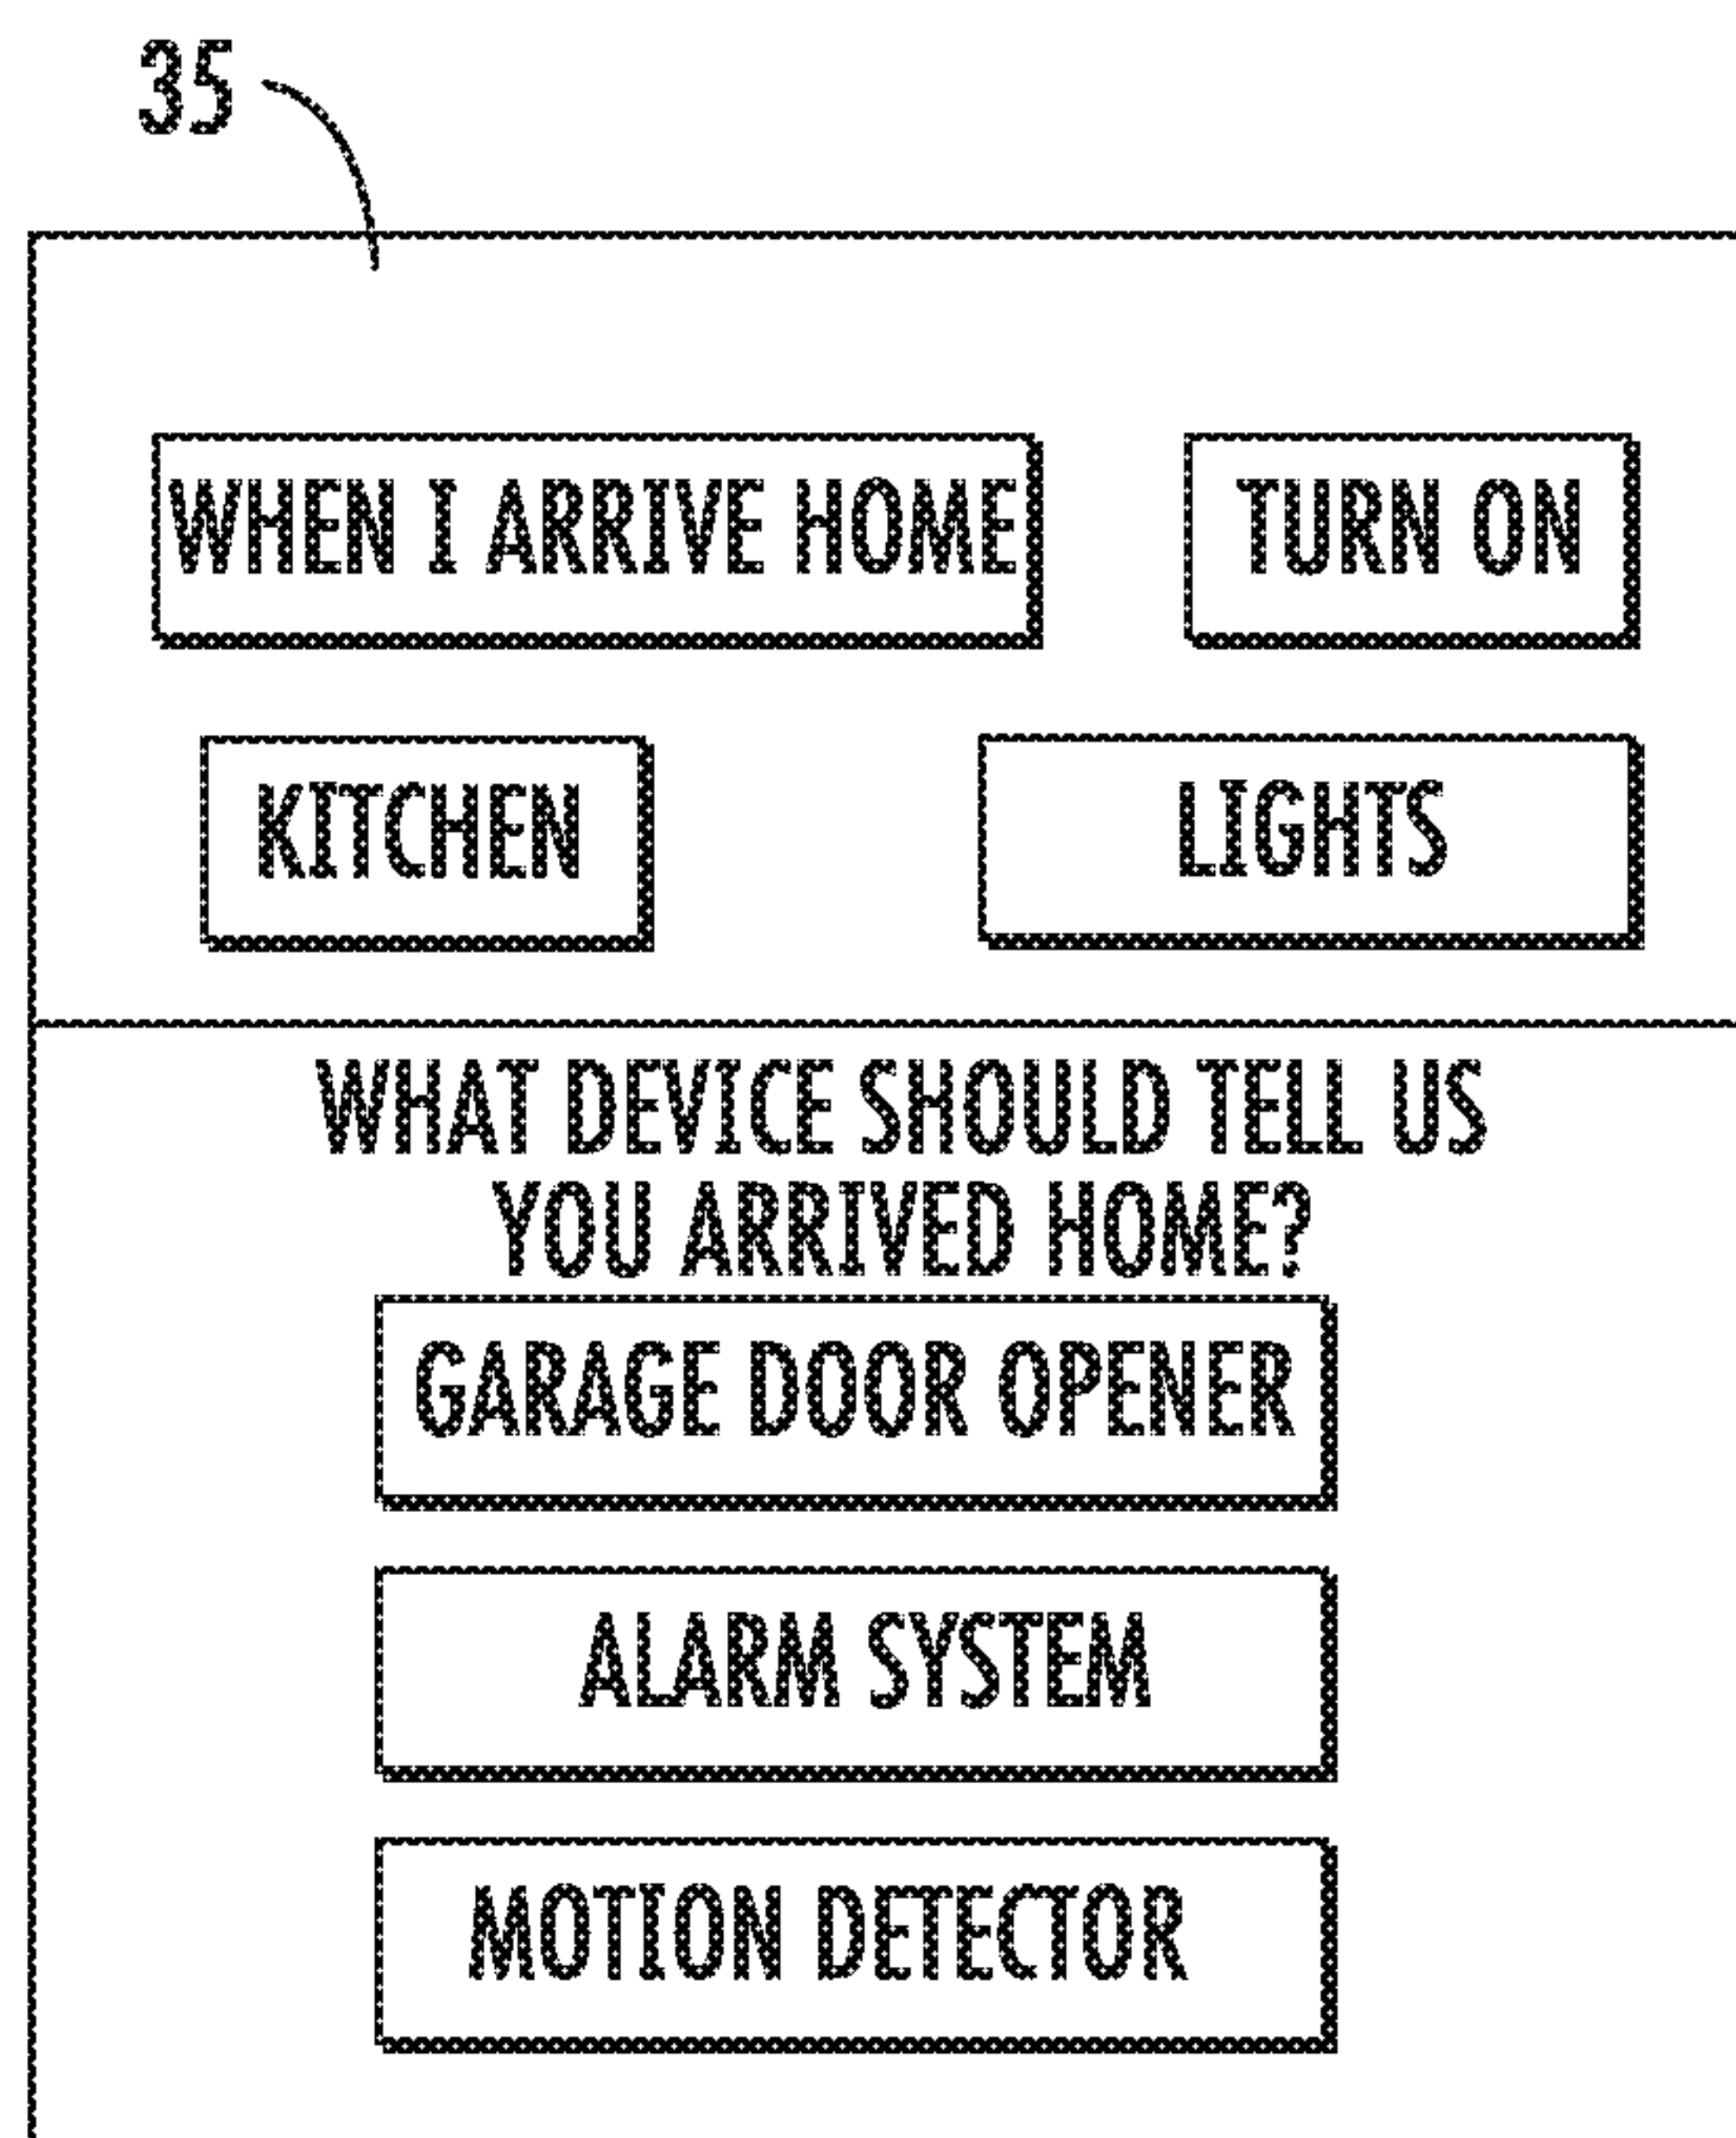 35
WHEN I ARRIVE HOME TURN ON
KITCHEN LIGHTS
WHAT DEVICE SHOULD TELL US
YOU ARRIVED HOME?
GARAGE DOOR OPENER
ALARM SYSTEM
MOTION DETECTOR